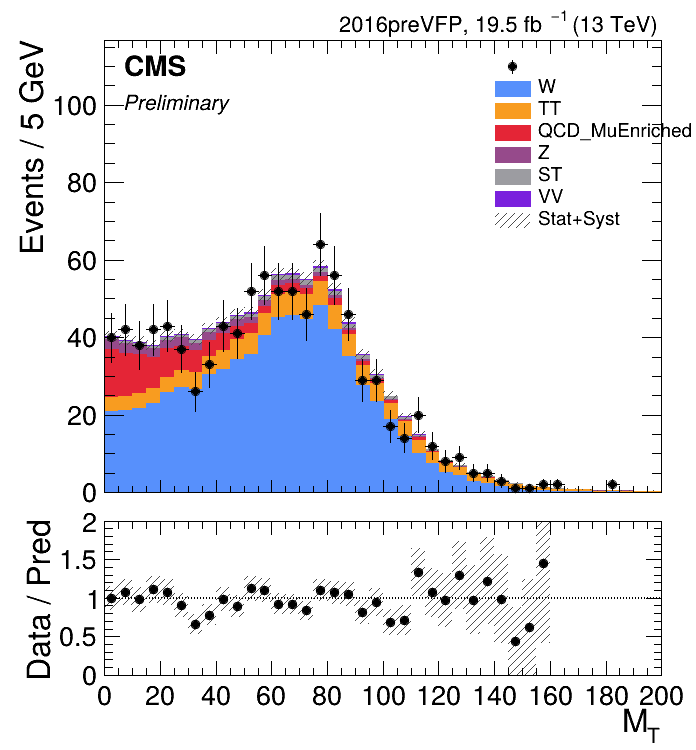 2016preVFP, 19.5 fb ⁻¹ (13 TeV)
CMS
Preliminary
W
TT
QCD_MuEnriched
Z
ST
VV
Stat+Syst
Events / 5 GeV
100
80
60
40
20
0
Data / Pred
2
1.5
1
0.5
0
0 20 40 60 80 100 120 140 160 180 200
M_T